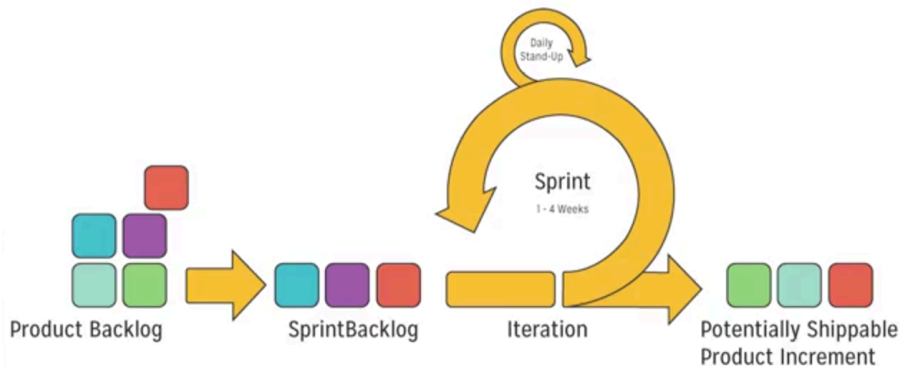 Daily
Stand-Up
Sprint
1 - 4 Weeks
Product Backlog
SprintBacklog
Iteration
Potentially Shippable
Product Increment